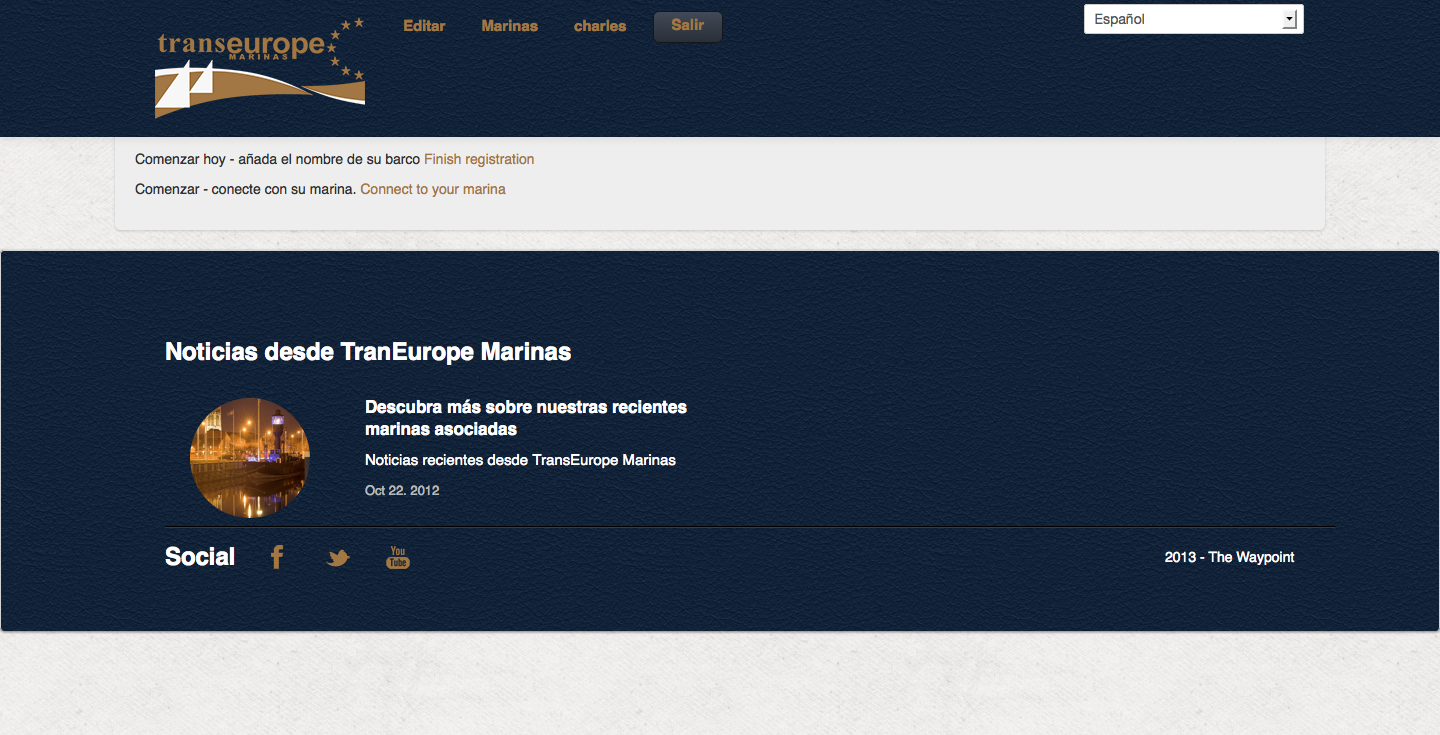 transeurope
MARINAS
Editar
Marinas
charles
Salir
Español
Comenzar hoy - añada el nombre de su barco Finish registration
Comenzar - conecte con su marina. Connect to your marina
Noticias desde TranEurope Marinas
Descubra más sobre nuestras recientes
marinas asociadas
Noticias recientes desde TransEurope Marinas
Oct 22. 2012
Social
You
Tube
2013 - The Waypoint